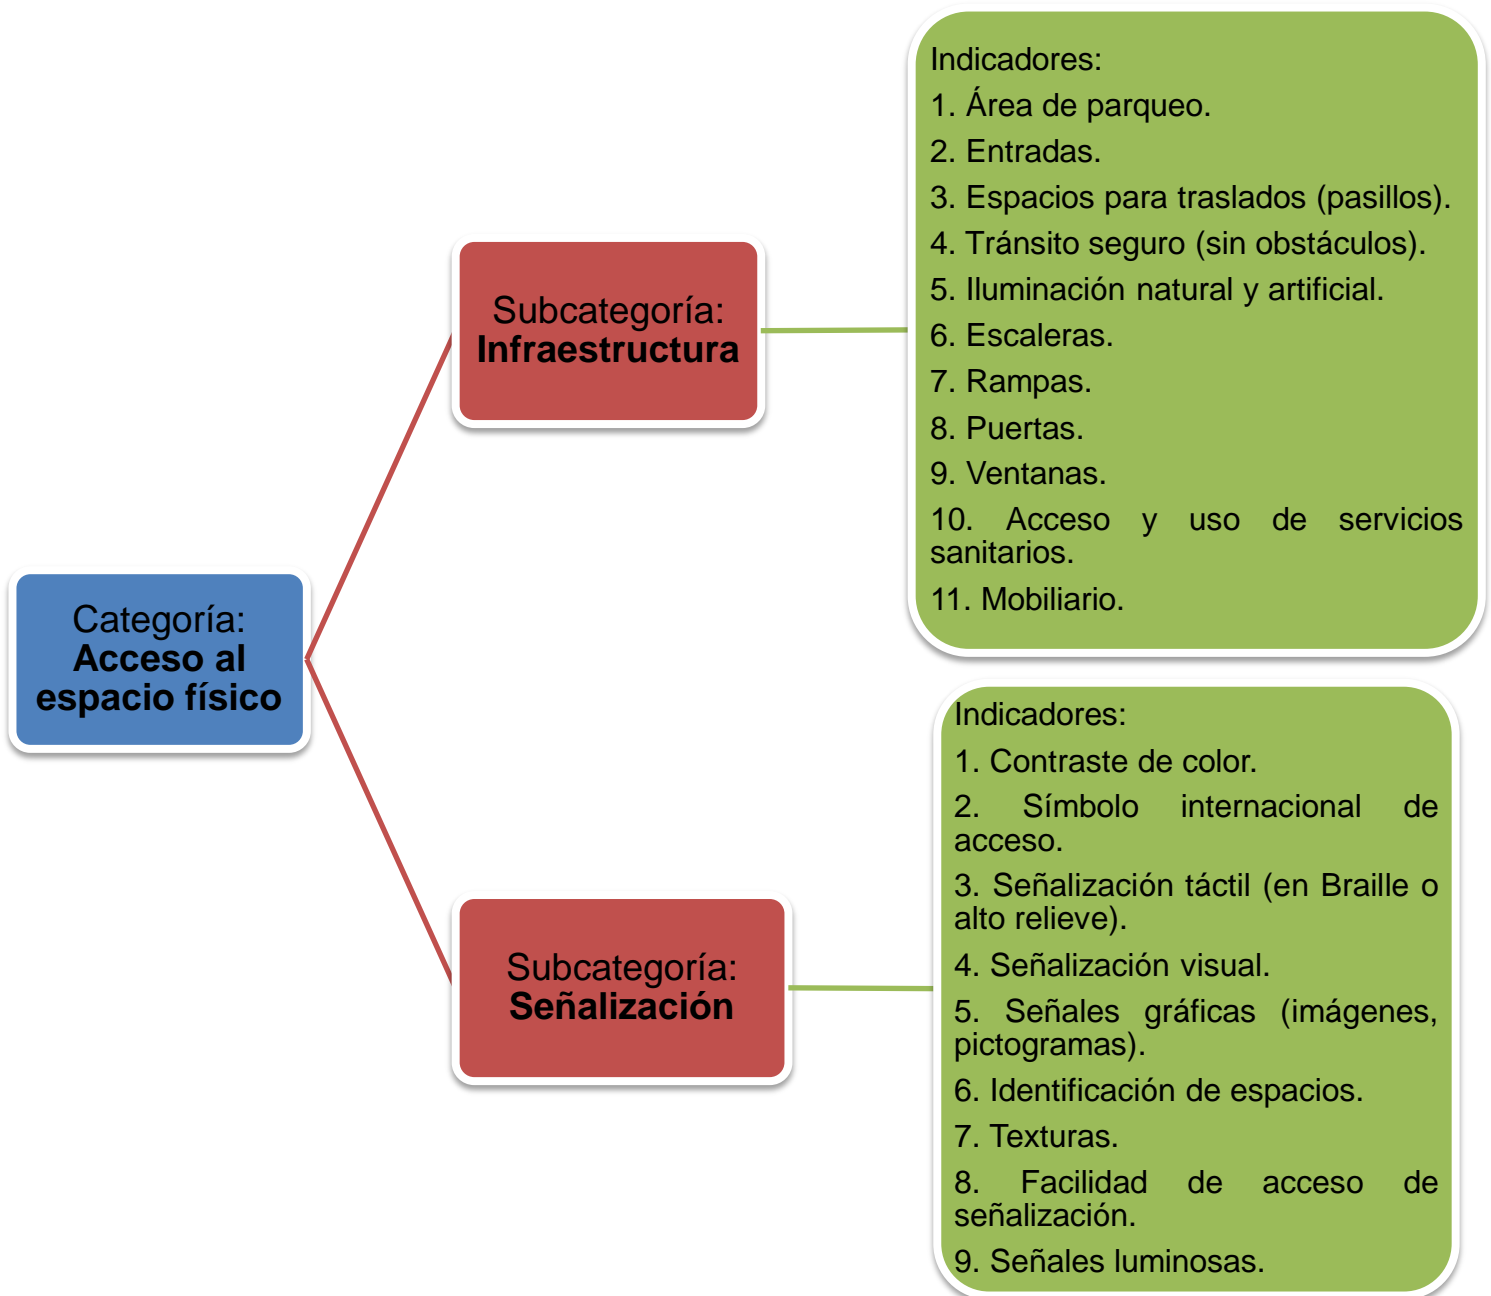 Categoría:
Acceso al
espacio físico
Subcategoría:
Infraestructura
Indicadores:
1. Área de parqueo.
2. Entradas.
3. Espacios para traslados (pasillos).
4. Tránsito seguro (sin obstáculos).
5. Iluminación natural y artificial.
6. Escaleras.
7. Rampas.
8. Puertas.
9. Ventanas.
10. Acceso y uso de servicios
sanitarios.
11. Mobiliario.
Subcategoría:
Señalización
Indicadores:
1. Contraste de color.
2. Símbolo internacional de
acceso.
3. Señalización táctil (en Braille o
alto relieve).
4. Señalización visual.
5. Señales gráficas (imágenes,
pictogramas).
6. Identificación de espacios.
7. Texturas.
8. Facilidad de acceso de
señalización.
9. Señales luminosas.